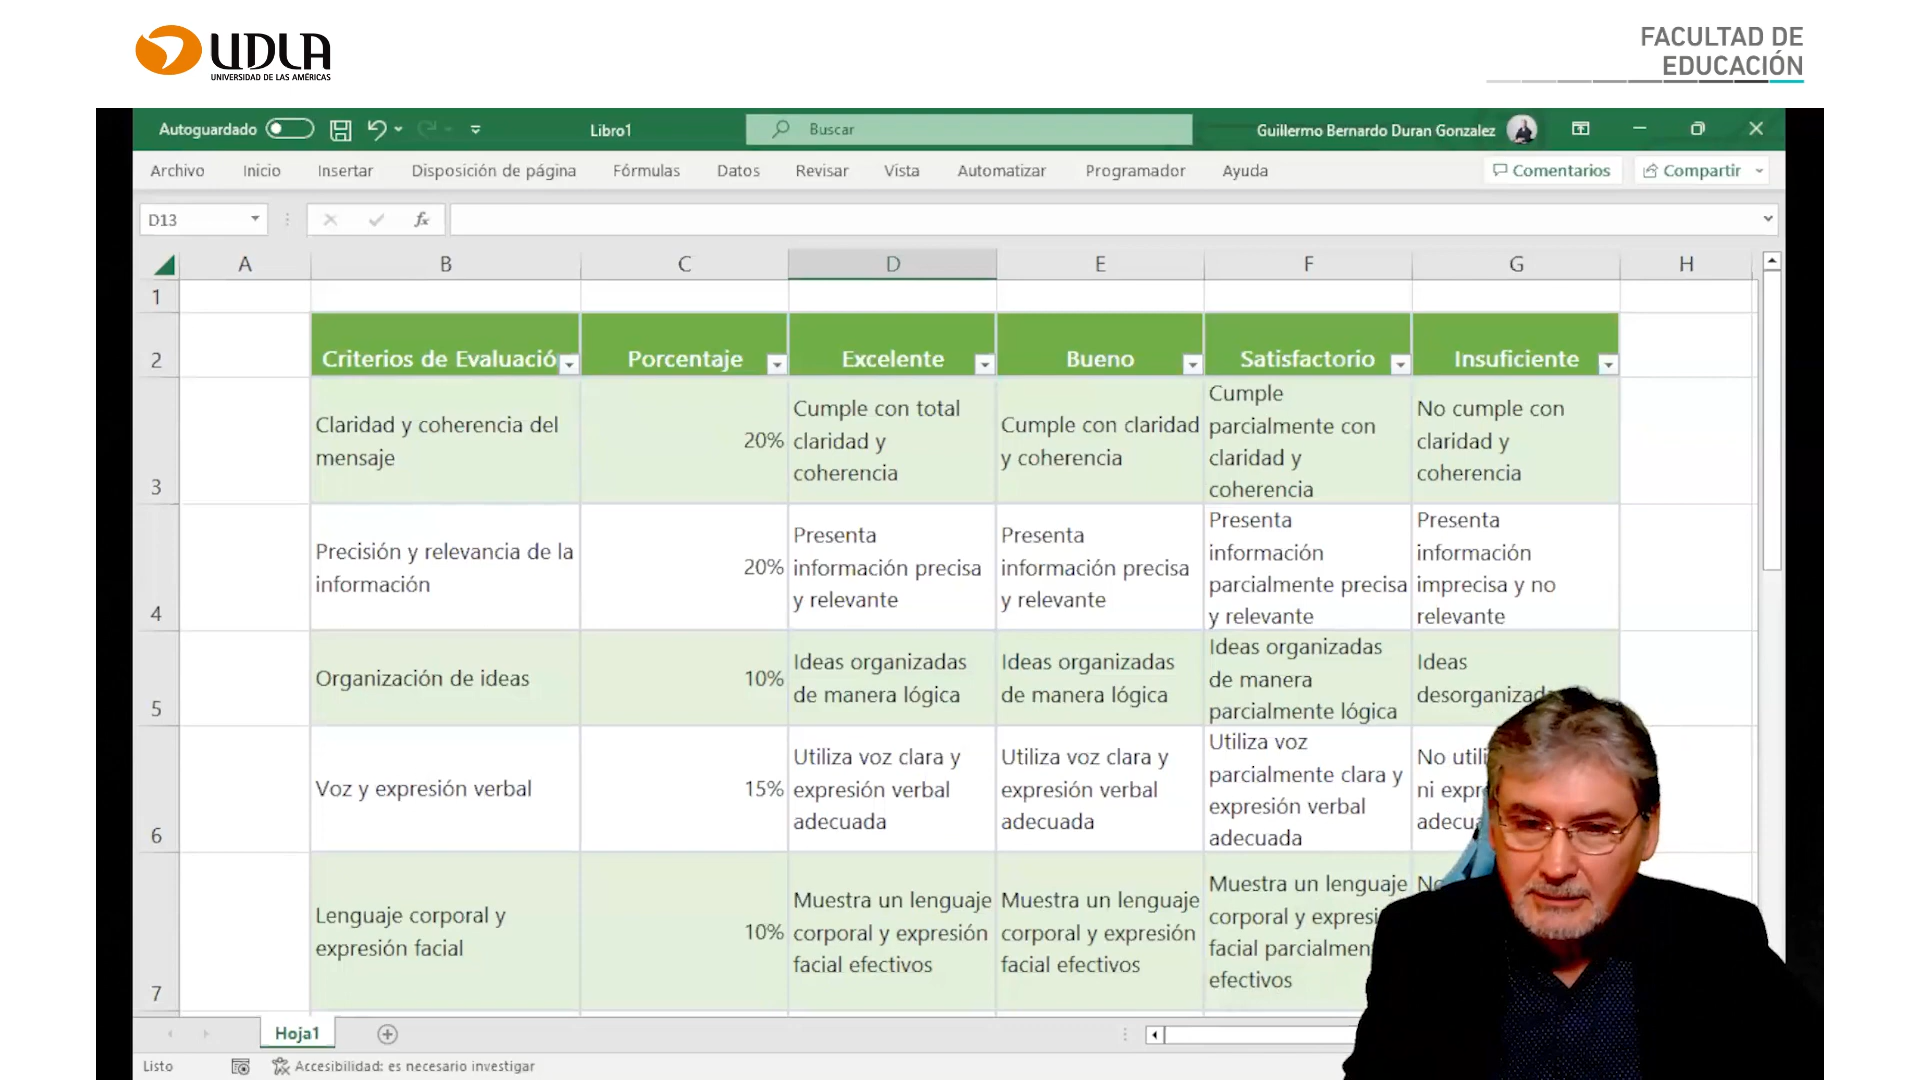 UDLA
UNIVERSIDAD DE LAS AMÉRICAS
FACULTAD DE
EDUCACIÓN
Autoguardado
Libro1
Buscar
Guillermo Bernardo Duran Gonzalez
Archivo Inicio Insertar Disposición de página Fórmulas Datos Revisar Vista Automatizar Programador Ayuda Comentarios Compartir
D13 fx
A B C D E F G H
1
2 Criterios de Evaluació Porcentaje Excelente Bueno Satisfactorio Insuficiente
3
Claridad y coherencia del
mensaje
20%
Cumple con total
claridad y
coherencia
Cumple con claridad
y coherencia
Cumple
parcialmente con
claridad y
coherencia
No cumple con
claridad y
coherencia
4
Precisión y relevancia de la
información
20%
Presenta
información precisa
y relevante
Presenta
información precisa
y relevante
Presenta
información
parcialmente precisa
y relevante
Presenta
información
imprecisa y no
relevante
5
Organización de ideas
10%
Ideas organizadas
de manera lógica
Ideas organizadas
de manera lógica
Ideas organizadas
de manera
parcialmente lógica
Ideas
6
Voz y expresión verbal
15%
Utiliza voz clara y
expresión verbal
adecuada
Utiliza voz clara y
expresión verbal
adecuada
Utiliza voz
parcialmente clara y
expresión verbal
adecuada
No
ni
7
Lenguaje corporal y
expresión facial
10%
Muestra un lenguaje
corporal y expresión
facial efectivos
Muestra un lenguaje
corporal y expresión
facial efectivos
Muestra un lenguaje
corporal y
facial
efectivos
No
Hoja1
Listo
Accesibilidad: es necesario investigar